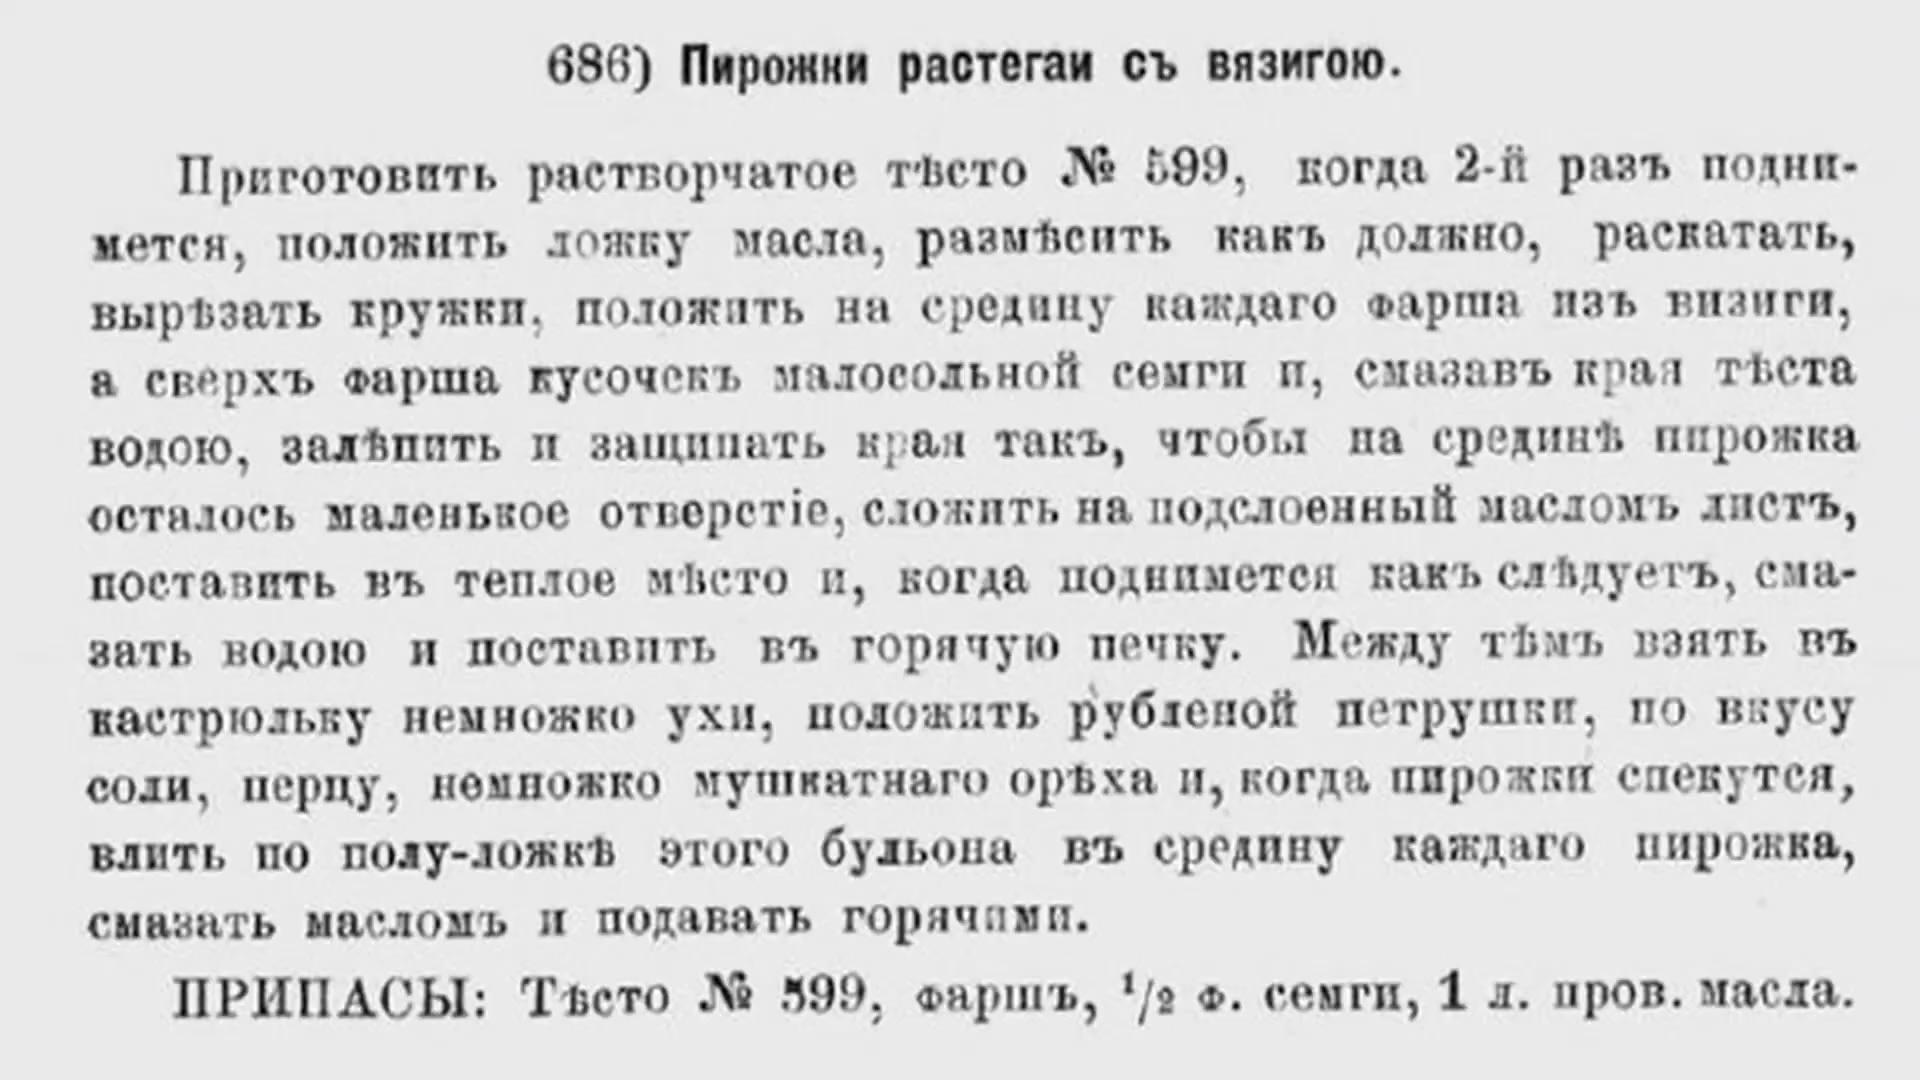 686) Пирожки растегаи съ вязигою.
Приготовить растворчатое тѣсто № 599, когда 2-й разъ подни-
мется, положить ложку масла, размѣсить какъ должно, раскатать,
вырѣзать кружки, положить на средину каждаго фарша изъ визиги,
а сверхъ фарша кусочекъ малосольной семги и, смазавъ края тѣста
водою, залѣпить и защипать края такъ, чтобы на срединѣ пирожка
осталось маленькое отверстіе, сложить на подслоенный масломъ листъ,
поставить въ теплое мѣсто и, когда поднимется какъ слѣдуетъ, сма-
зать водою и поставить въ горячую печку. Между тѣмъ взять въ
кастрюльку немножко ухи, положить рубленой петрушки, по вкусу
соли, перцу, немножко мушкатнаго орѣха и, когда пирожки спекутся,
влить по полу-ложкѣ этого бульона въ средину каждаго пирожка,
смазать масломъ и подавать горячими.
ПРИПАСЫ: Тѣсто № 599, фаршъ, 1/2 ф. семги, 1 л. пров. масла.